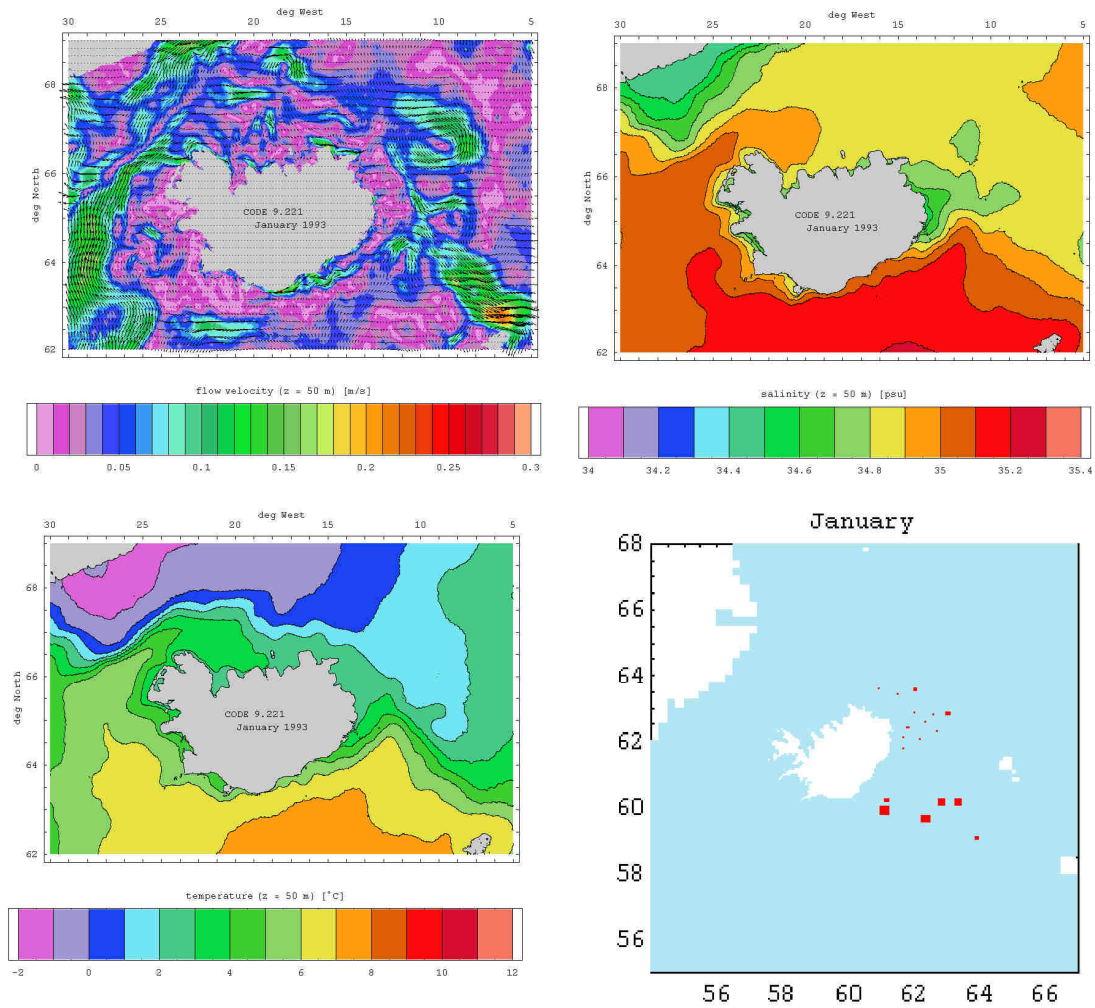 deg West
30 25 20 15 10 5
deg North
68
66
64
62
CODE 9.221
January 1993
flow velocity (z = 50 m) [m/s]
0 0.05 0.1 0.15 0.2 0.25 0.3
deg West
30 25 20 15 10 5
deg North
68
66
64
62
CODE 9.221
January 1993
salinity (z = 50 m) [psu]
34 34.2 34.4 34.6 34.8 35 35.2 35.4
deg West
30 25 20 15 10 5
deg North
68
66
64
62
CODE 9.221
January 1993
temperature (z = 50 m) [°C]
-2 0 2 4 6 8 10 12
January
68
66
64
62
60
58
56
56 58 60 62 64 66